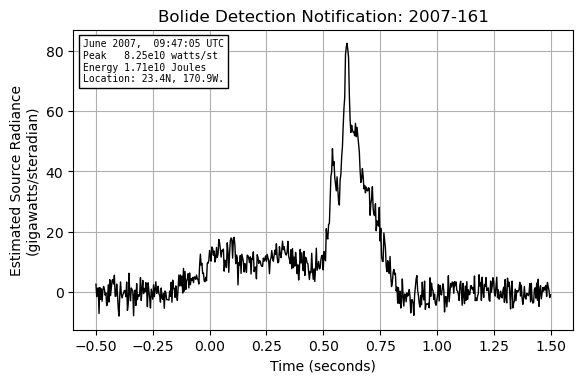 Bolide Detection Notification: 2007-161
June 2007,  09:47:05 UTC
Peak   8.25e10 watts/st
Energy 1.71e10 Joules
Location: 23.4N, 170.9W.
Estimated Source Radiance
(gigawatts/steradian)
80
60
40
20
0
−0.50 −0.25 0.00 0.25 0.50 0.75 1.00 1.25 1.50
Time (seconds)